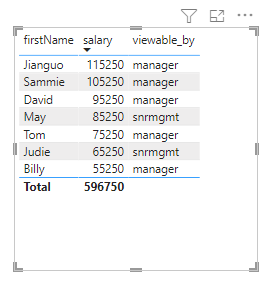 firstName salary viewable_by
Jianguo 115250 manager
Sammie 105250 manager
David 95250 manager
May 85250 snrmgmt
Tom 75250 manager
Judie 65250 snrmgmt
Billy 55250 manager
Total 596750